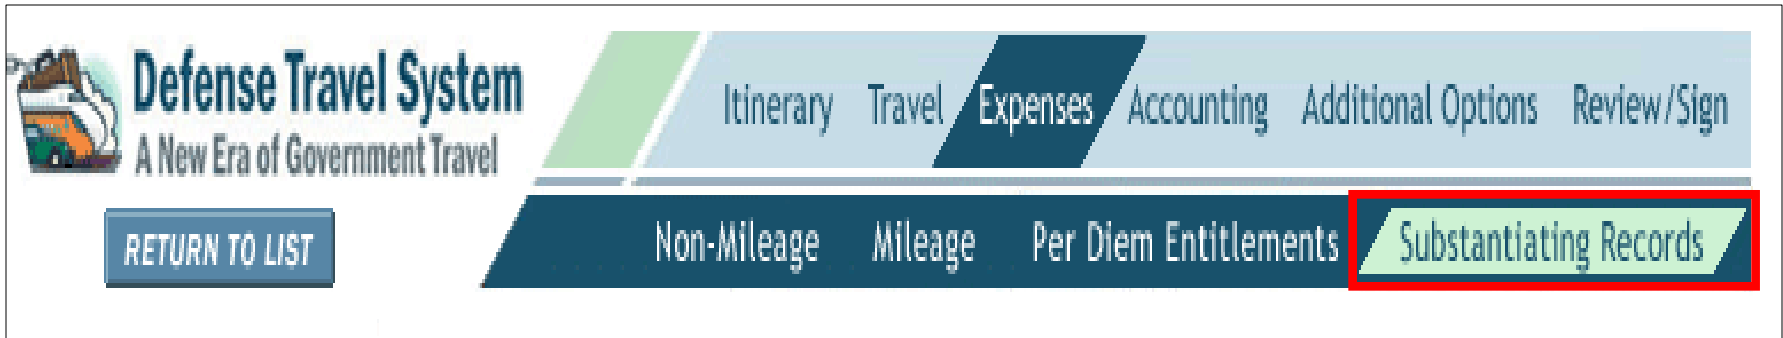 Defense Travel System
A New Era of Government Travel
Itinerary Travel Expenses Accounting Additional Options Review/Sign
RETURN TO LIST
Non-Mileage Mileage Per Diem Entitlements Substantiating Records